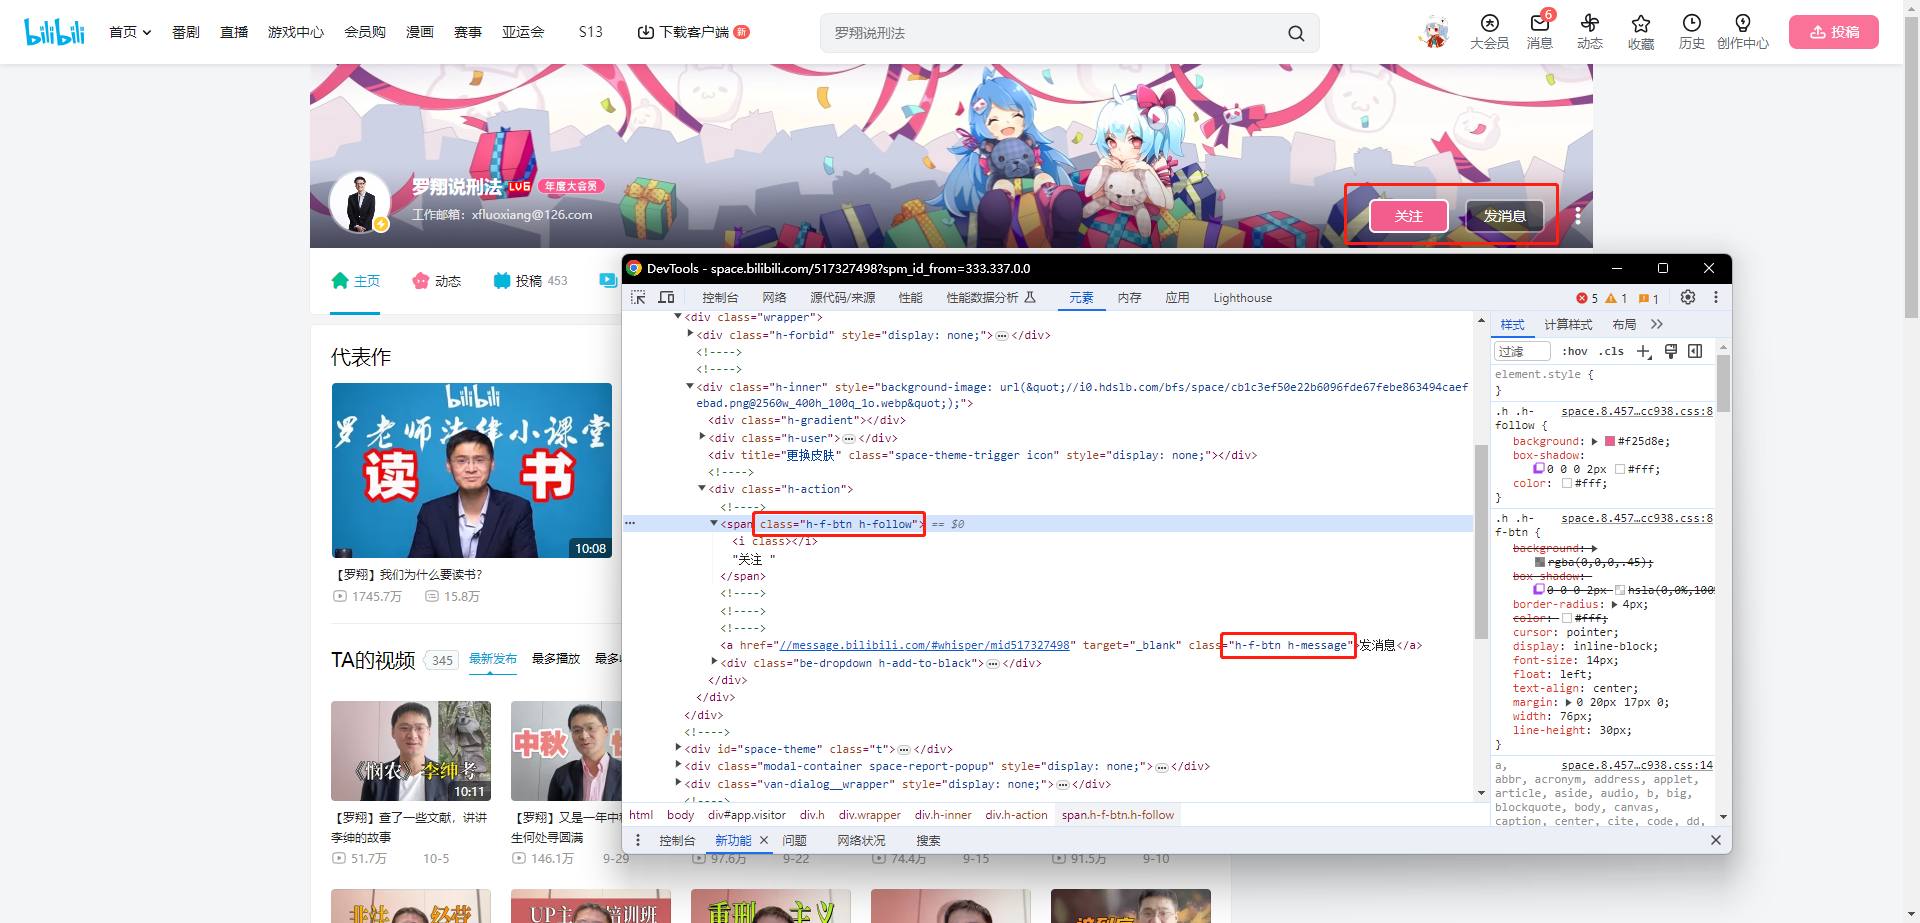 bilibili 首页 番剧 直播 游戏中心 会员购 漫画 赛事 亚运会 S13 下载客户端 新
罗翔说刑法
大会员 消息 6 动态 收藏 历史 创作中心 投稿
罗翔说刑法 LV6 年度大会员
工作邮箱：xfluoxiang@126.com
关注 发消息
主页 动态 投稿 453
代表作
bilibili
罗老师法律小课堂
读 书
10:08
【罗翔】我们为什么要读书？
1745.7万 15.8万
TA的视频 345 最新发布 最多播放
《悯农》李绅考
10:11
中秋
【罗翔】查了一些文献，讲讲
李绅的故事
51.7万 10-5
【罗翔】又是一年中
生何处寻圆满
146.1万 9-29
97.6万 9-22
74.4万 9-15
91.5万 9-10
非法 经营
UP主 培训班
重刑 主义
DevTools - space.bilibili.com/517327498?spm_id_from=333.337.0.0
控制台 网络 源代码/来源 性能 性能数据分析 元素 内存 应用 Lighthouse 5 1 1
<div class="wrapper">
<div class="h-forbid" style="display: none;"> … </div>
<!---->
<!---->
<div class="h-inner" style="background-image: url(&quot;//i0.hdslb.com/bfs/space/cb1c3ef50e22b6096fde67febe863494caef
ebad.png@2560w_400h_100q_1o.webp&quot;);">
<div class="h-gradient"></div>
<div class="h-user"> … </div>
<div title="更换皮肤" class="space-theme-trigger icon" style="display: none;"></div>
<!---->
<div class="h-action">
<!---->
… <span class="h-f-btn h-follow"> == $0
<i class></i>
"关注 "
</span>
<!---->
<!---->
<!---->
<a href="//message.bilibili.com/#whisper/mid517327498" target="_blank" class="h-f-btn h-message">发消息</a>
<div class="be-dropdown h-add-to-black"> … </div>
</div>
</div>
</div>
<!---->
<div id="space-theme" class="t"> … </div>
<div class="modal-container space-report-popup" style="display: none;"> … </div>
<div class="van-dialog__wrapper" style="display: none;"> … </div>
<!---->
html body div#app.visitor div.h div.wrapper div.h-inner div.h-action span.h-f-btn.h-follow
控制台 新功能 问题 网络状况 搜索
样式 计算样式 布局
过滤 :hov .cls
element.style {
}
.h .h- space.8.457…cc938.css:8
follow {
background: #f25d8e;
box-shadow:
0 0 0 2px #fff;
color: #fff;
}
.h .h- space.8.457…cc938.css:8
f-btn {
background:
rgba(0,0,0,.45);
box-shadow:
0 0 0 2px hsla(0,0%,100
border-radius: 4px;
color: #fff;
cursor: pointer;
display: inline-block;
font-size: 14px;
float: left;
text-align: center;
margin: 0 20px 17px 0;
width: 76px;
line-height: 30px;
}
a, space.8.457…c938.css:14
abbr, acronym, address, applet,
article, aside, audio, b, big,
blockquote, body, canvas,
caption, center, cite, code, dd,